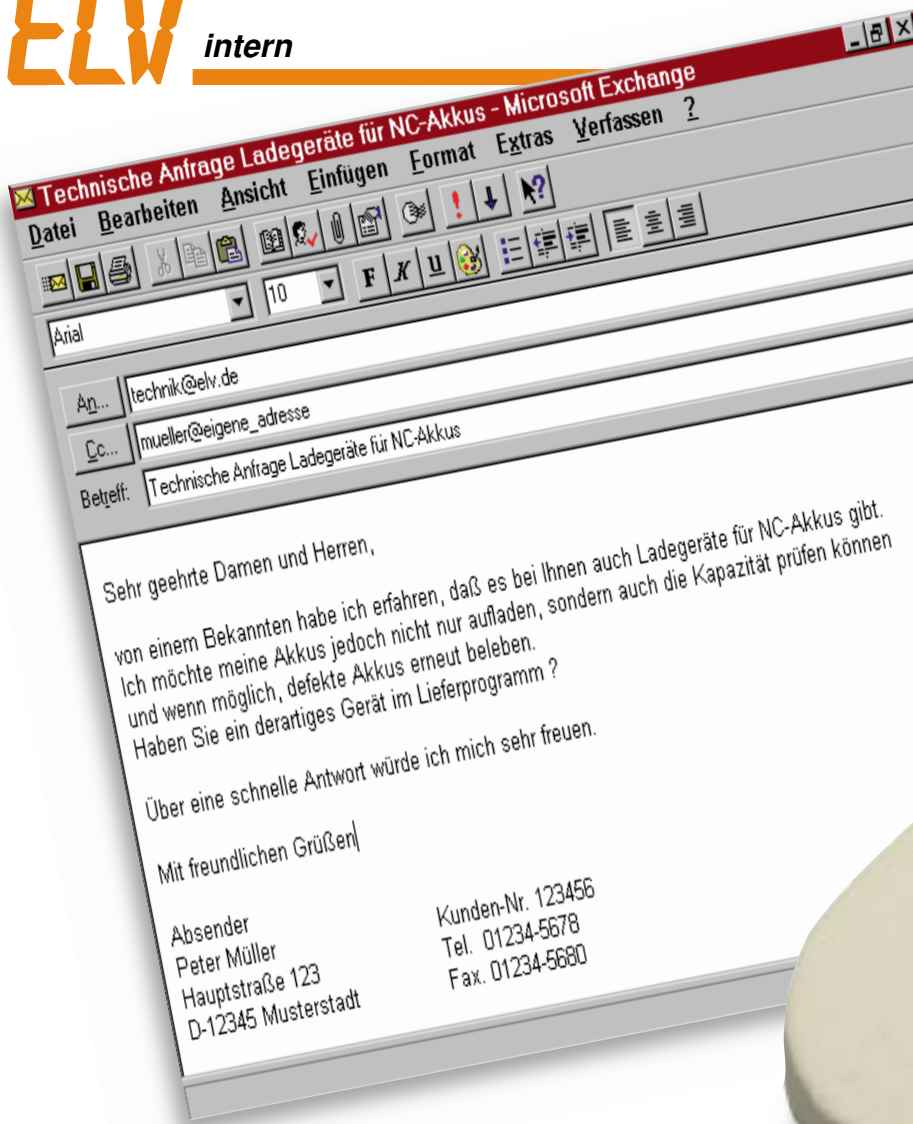 ELV intern
Technische Anfrage Ladegeräte für NC-Akkus - Microsoft Exchange
Datei Bearbeiten Ansicht Einfügen Format Extras Verfassen ?
Arial 10 F K U
An... technik@elv.de
Cc... mueller@eigene_adresse
Betreff: Technische Anfrage Ladegeräte für NC-Akkus
Sehr geehrte Damen und Herren,
von einem Bekannten habe ich erfahren, daß es bei Ihnen auch Ladegeräte für NC-Akkus gibt.
Ich möchte meine Akkus jedoch nicht nur aufladen, sondern auch die Kapazität prüfen können
und wenn möglich, defekte Akkus erneut beleben.
Haben Sie ein derartiges Gerät im Lieferprogramm ?
Über eine schnelle Antwort würde ich mich sehr freuen.
Mit freundlichen Grüßen
Absender
Peter Müller
Hauptstraße 123
D-12345 Musterstadt
Kunden-Nr. 123456
Tel. 01234-5678
Fax. 01234-5680